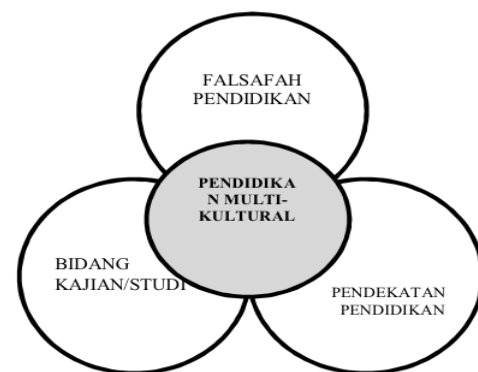 FALSAFAH
PENDIDIKAN
PENDIDIKA
N MULTI-
KULTURAL
BIDANG
KAJIAN/STUDI
PENDEKATAN
PENDIDIKAN